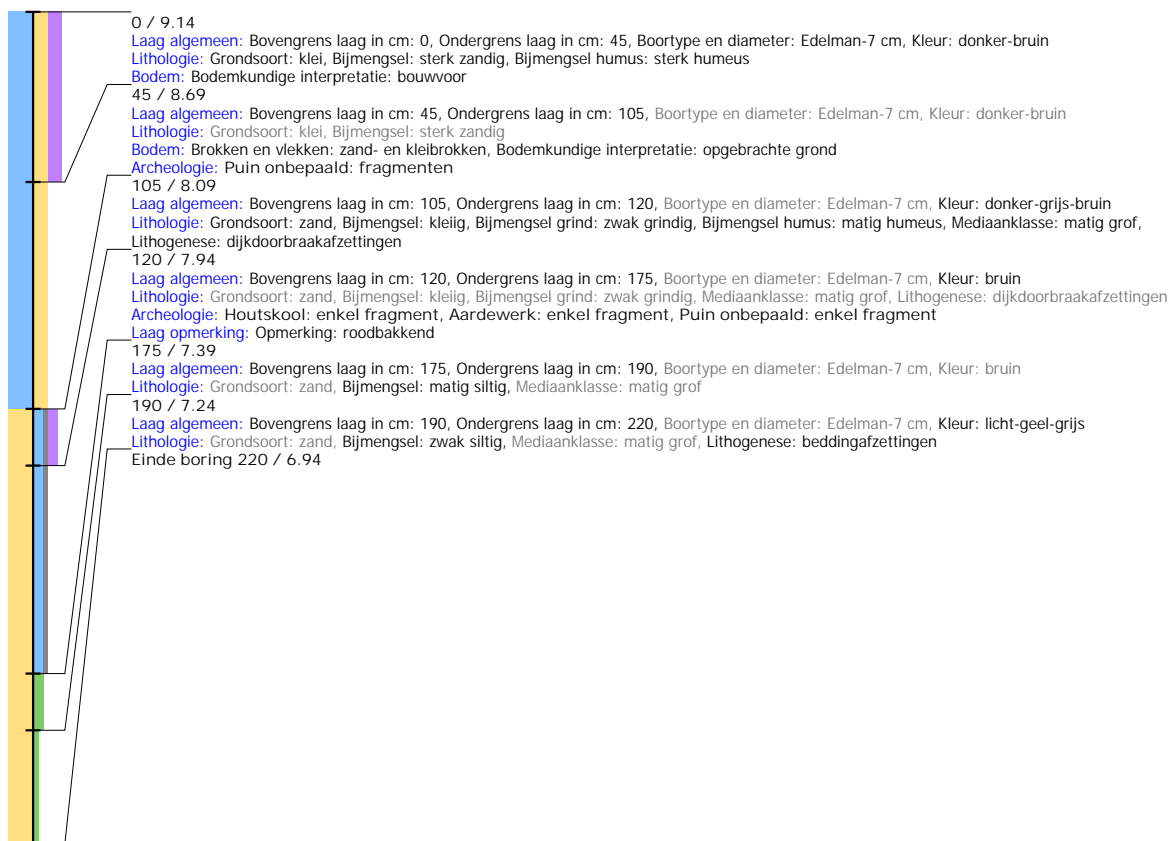 0 / 9.14
Laag algemeen: Bovengrens laag in cm: 0, Ondergrens laag in cm: 45, Boortype en diameter: Edelman-7 cm, Kleur: donker-bruin
Lithologie: Grondsoort: klei, Bijmengsel: sterk zandig, Bijmengsel humus: sterk humeus
Bodem: Bodemkundige interpretatie: bouwvoor
45 / 8.69
Laag algemeen: Bovengrens laag in cm: 45, Ondergrens laag in cm: 105, Boortype en diameter: Edelman-7 cm, Kleur: donker-bruin
Lithologie: Grondsoort: klei, Bijmengsel: sterk zandig
Bodem: Brokken en vlekken: zand- en kleibrokken, Bodemkundige interpretatie: opgebrachte grond
Archeologie: Puin onbepaald: fragmenten
105 / 8.09
Laag algemeen: Bovengrens laag in cm: 105, Ondergrens laag in cm: 120, Boortype en diameter: Edelman-7 cm, Kleur: donker-grijs-bruin
Lithologie: Grondsoort: zand, Bijmengsel: kleiig, Bijmengsel grind: zwak grindig, Bijmengsel humus: matig humeus, Mediaanklasse: matig grof,
Lithogenese: dijkdoorbraakafzettingen
120 / 7.94
Laag algemeen: Bovengrens laag in cm: 120, Ondergrens laag in cm: 175, Boortype en diameter: Edelman-7 cm, Kleur: bruin
Lithologie: Grondsoort: zand, Bijmengsel: kleiig, Bijmengsel grind: zwak grindig, Mediaanklasse: matig grof, Lithogenese: dijkdoorbraakafzettingen
Archeologie: Houtskool: enkel fragment, Aardewerk: enkel fragment, Puin onbepaald: enkel fragment
Laag opmerking: Opmerking: roodbakkend
175 / 7.39
Laag algemeen: Bovengrens laag in cm: 175, Ondergrens laag in cm: 190, Boortype en diameter: Edelman-7 cm, Kleur: bruin
Lithologie: Grondsoort: zand, Bijmengsel: matig siltig, Mediaanklasse: matig grof
190 / 7.24
Laag algemeen: Bovengrens laag in cm: 190, Ondergrens laag in cm: 220, Boortype en diameter: Edelman-7 cm, Kleur: licht-geel-grijs
Lithologie: Grondsoort: zand, Bijmengsel: zwak siltig, Mediaanklasse: matig grof, Lithogenese: beddingafzettingen
Einde boring 220 / 6.94